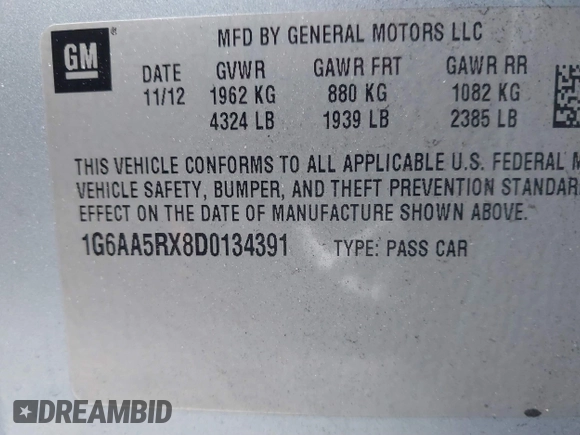 GM ® MFD BY GENERAL MOTORS LLC
DATE GVWR GAWR FRT GAWR RR
11/12 1962 KG 880 KG 1082 KG
4324 LB 1939 LB 2385 LB
THIS VEHICLE CONFORMS TO ALL APPLICABLE U.S. FEDERAL M
VEHICLE SAFETY, BUMPER, AND THEFT PREVENTION STANDAR
EFFECT ON THE DATE OF MANUFACTURE SHOWN ABOVE.
1G6AA5RX8D0134391 TYPE: PASS CAR
DREAMBID